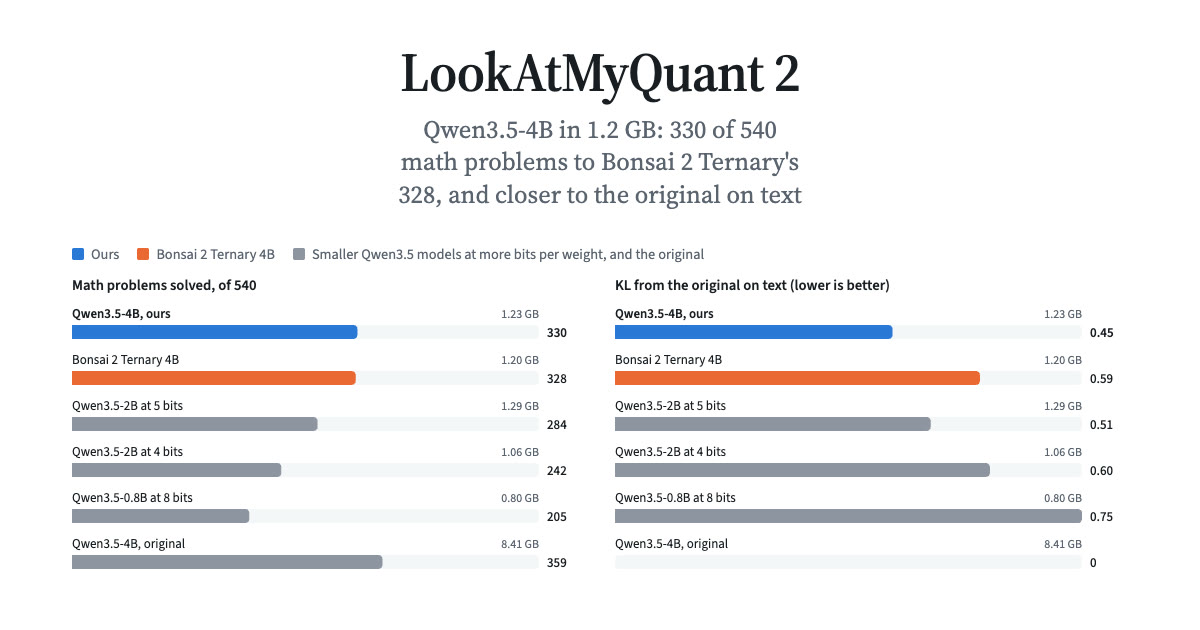 LookAtMyQuant 2
Qwen3.5-4B in 1.2 GB: 330 of 540
math problems to Bonsai 2 Ternary's
328, and closer to the original on text
Ours
Bonsai 2 Ternary 4B
Smaller Qwen3.5 models at more bits per weight, and the original
Math problems solved, of 540
Qwen3.5-4B, ours 1.23 GB
330
Bonsai 2 Ternary 4B 1.20 GB
328
Qwen3.5-2B at 5 bits 1.29 GB
284
Qwen3.5-2B at 4 bits 1.06 GB
242
Qwen3.5-0.8B at 8 bits 0.80 GB
205
Qwen3.5-4B, original 8.41 GB
359
KL from the original on text (lower is better)
Qwen3.5-4B, ours 1.23 GB
0.45
Bonsai 2 Ternary 4B 1.20 GB
0.59
Qwen3.5-2B at 5 bits 1.29 GB
0.51
Qwen3.5-2B at 4 bits 1.06 GB
0.60
Qwen3.5-0.8B at 8 bits 0.80 GB
0.75
Qwen3.5-4B, original 8.41 GB
0